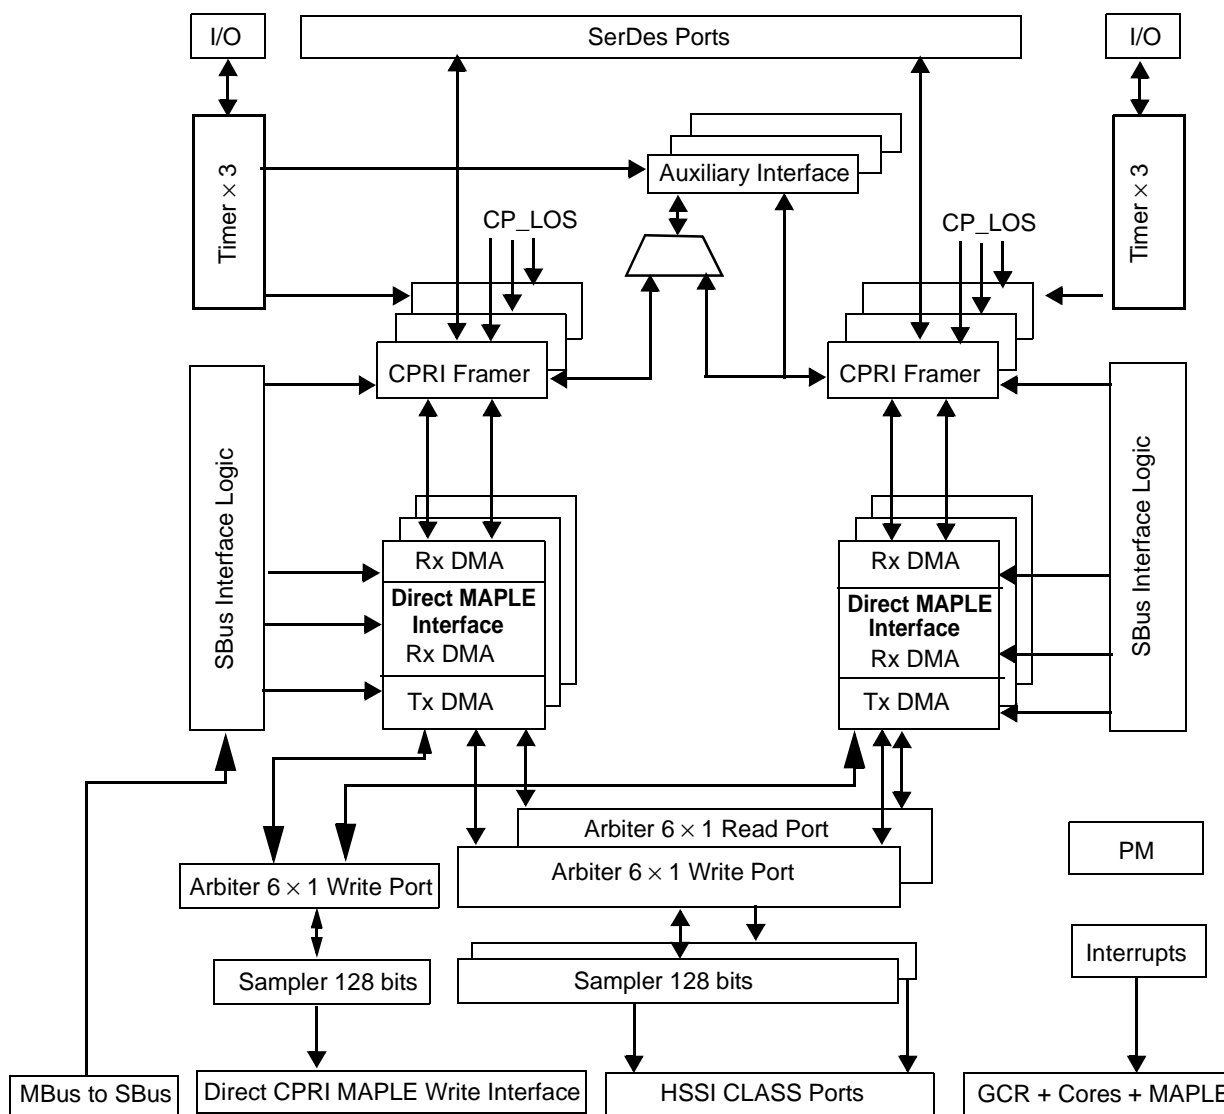 I/O
SerDes Ports
I/O
Timer × 3
Auxiliary Interface
Timer × 3
CP_LOS
CP_LOS
CPRI Framer
CPRI Framer
SBus Interface Logic
SBus Interface Logic
Rx DMA
Direct MAPLE
Interface
Rx DMA
Tx DMA
Rx DMA
Direct MAPLE
Interface
Rx DMA
Tx DMA
Arbiter 6 × 1 Read Port
Arbiter 6 × 1 Write Port
PM
Arbiter 6 × 1 Write Port
Interrupts
Sampler 128 bits
Sampler 128 bits
MBus to SBus
Direct CPRI MAPLE Write Interface
HSSI CLASS Ports
GCR + Cores + MAPLE